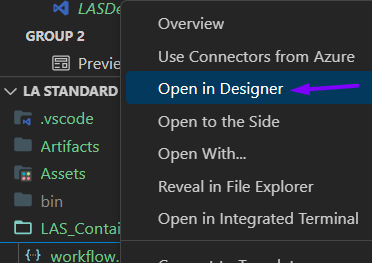 LASDe
GROUP 2
Previe
LA STANDARD
.vscode
Artifacts
Assets
bin
LAS_Contai
workflow.
Overview
Use Connectors from Azure
Open in Designer
Open to the Side
Open With...
Reveal in File Explorer
Open in Integrated Terminal